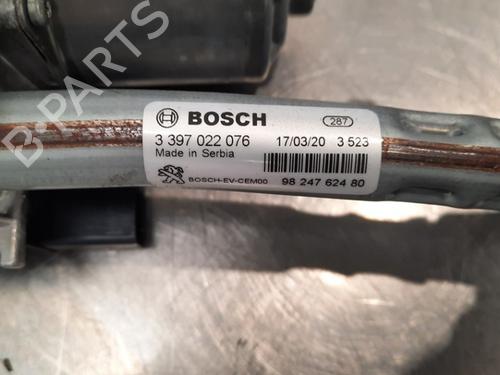 BOSCH 287
3 397 022 076 17/03/20 3 523
Made in Serbia
BOSCH-EV-CEM00 98 247 624 80
B-PARTS